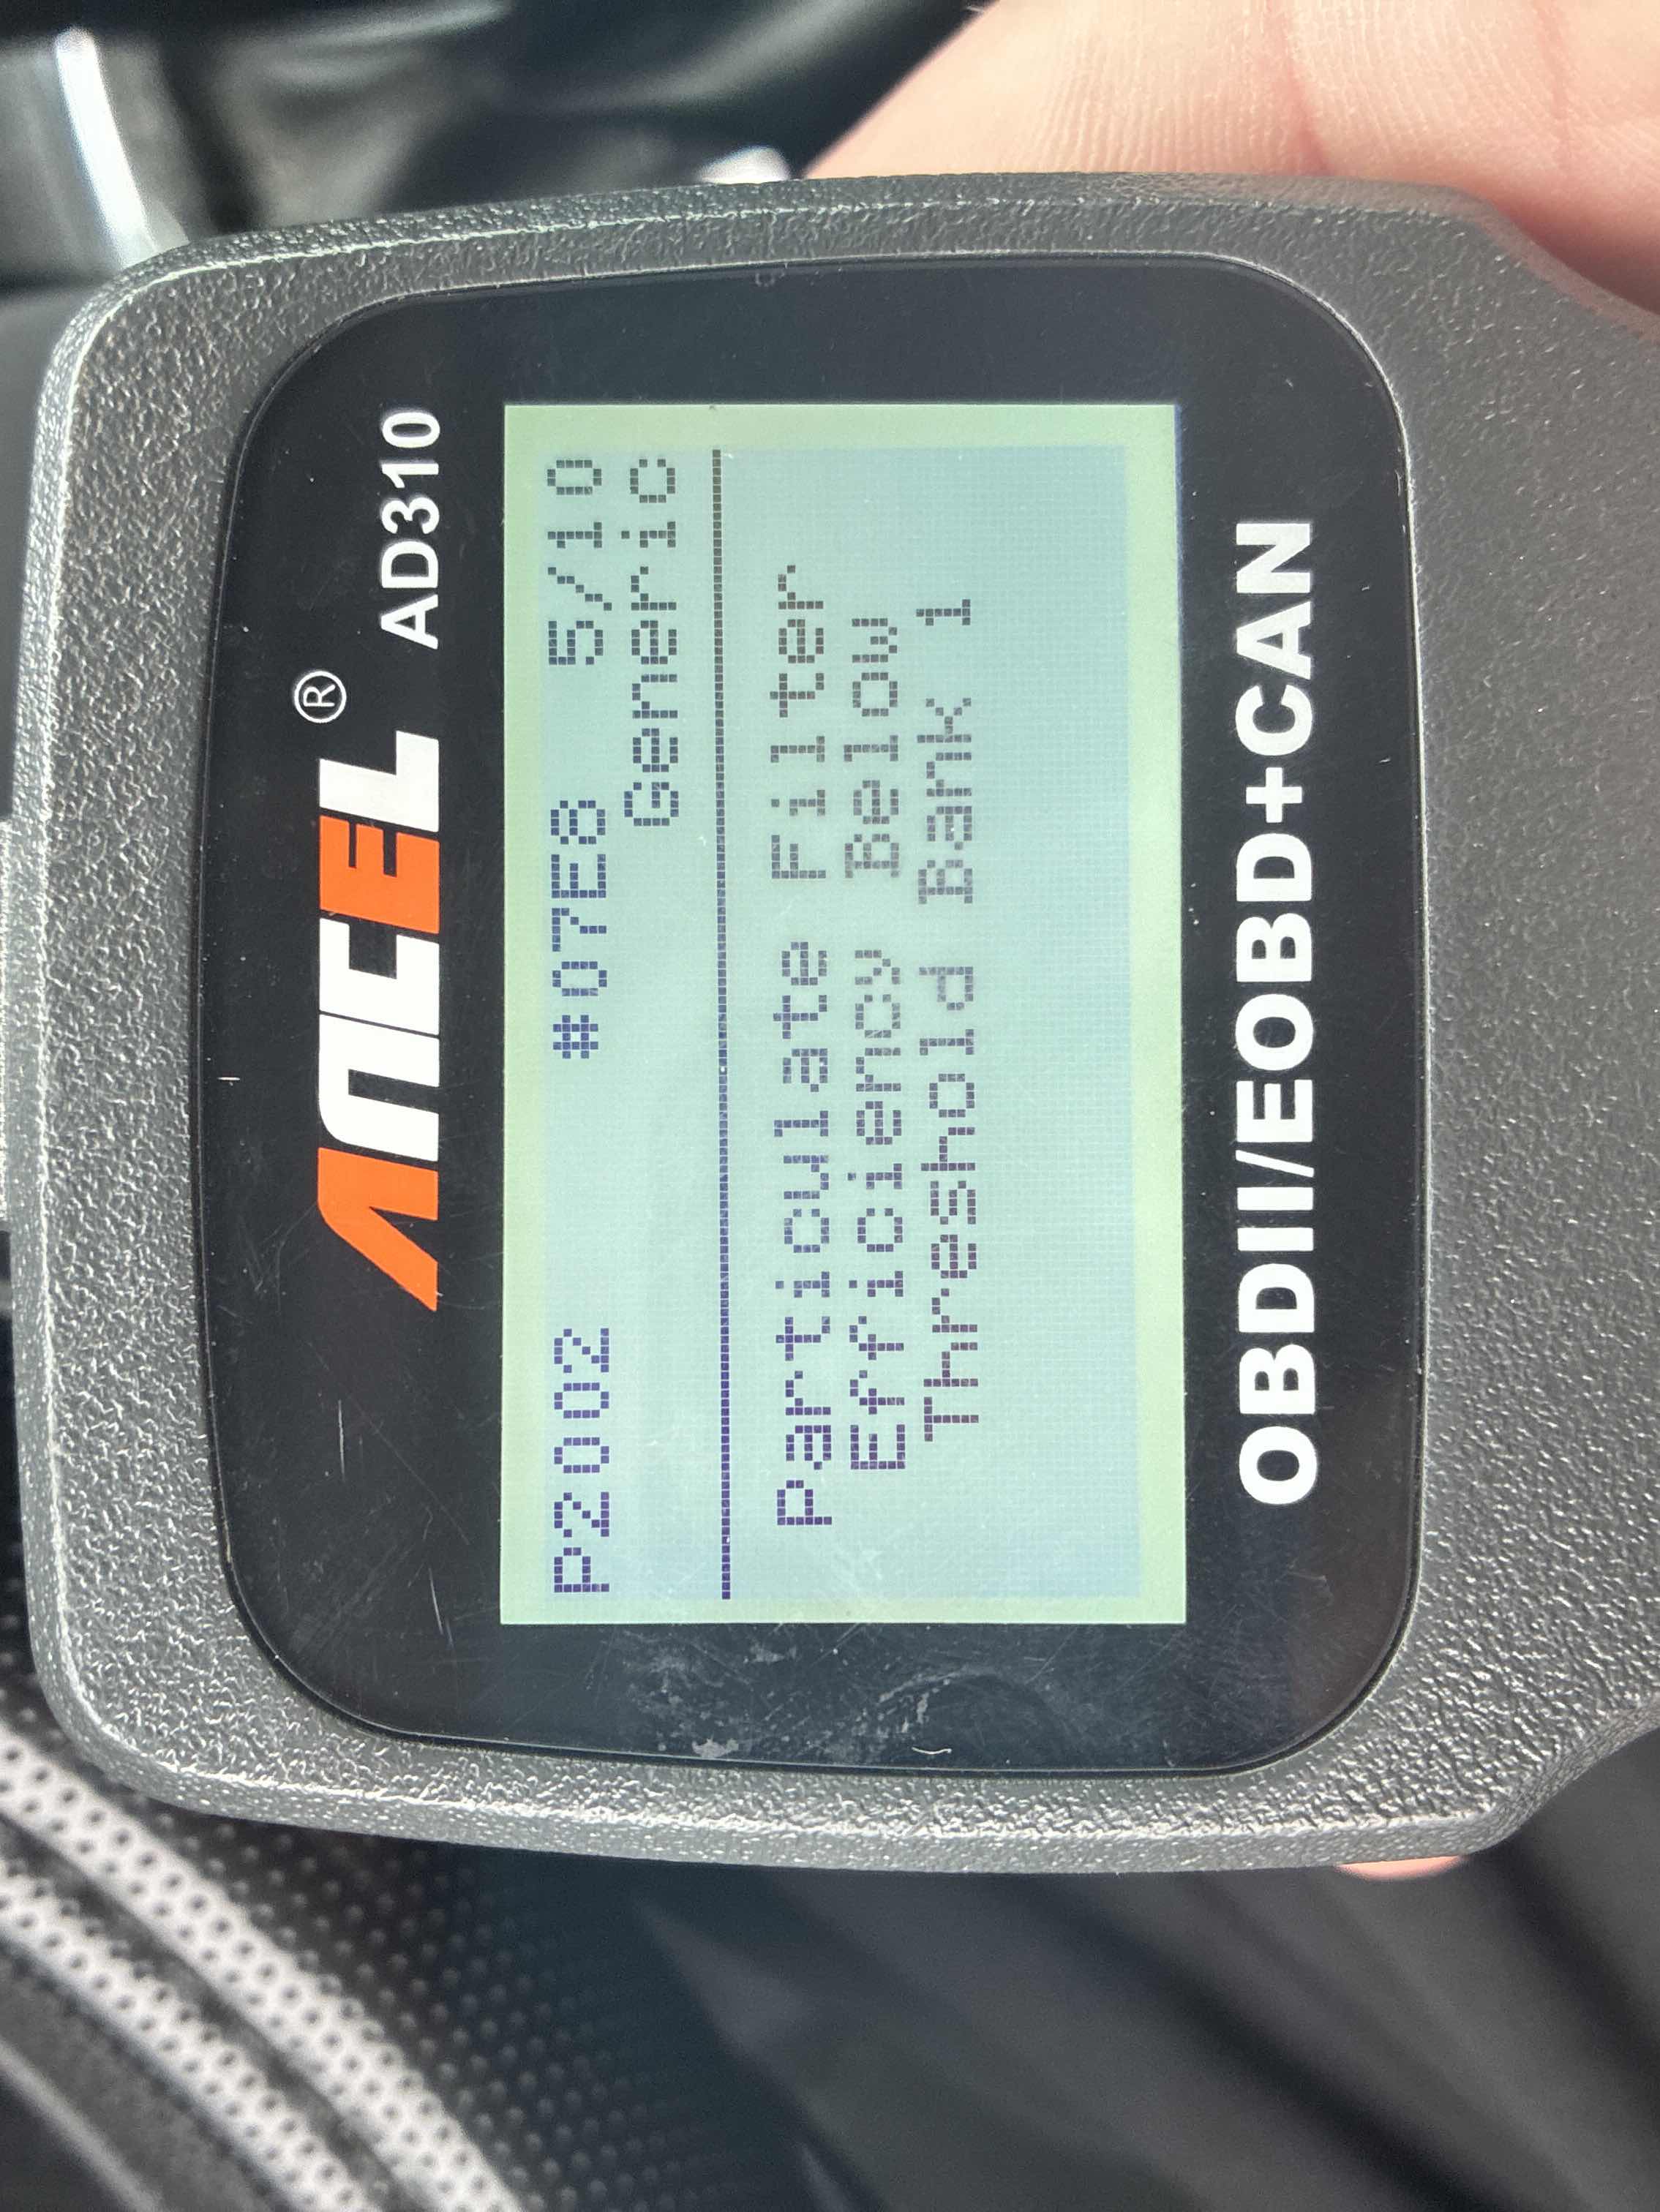 ANCEL® AD310
P2002 #07E8 5/10
Generic
Particulate Filter
Efficiency Below
Threshold Bank 1
OBDII/EOBD+CAN